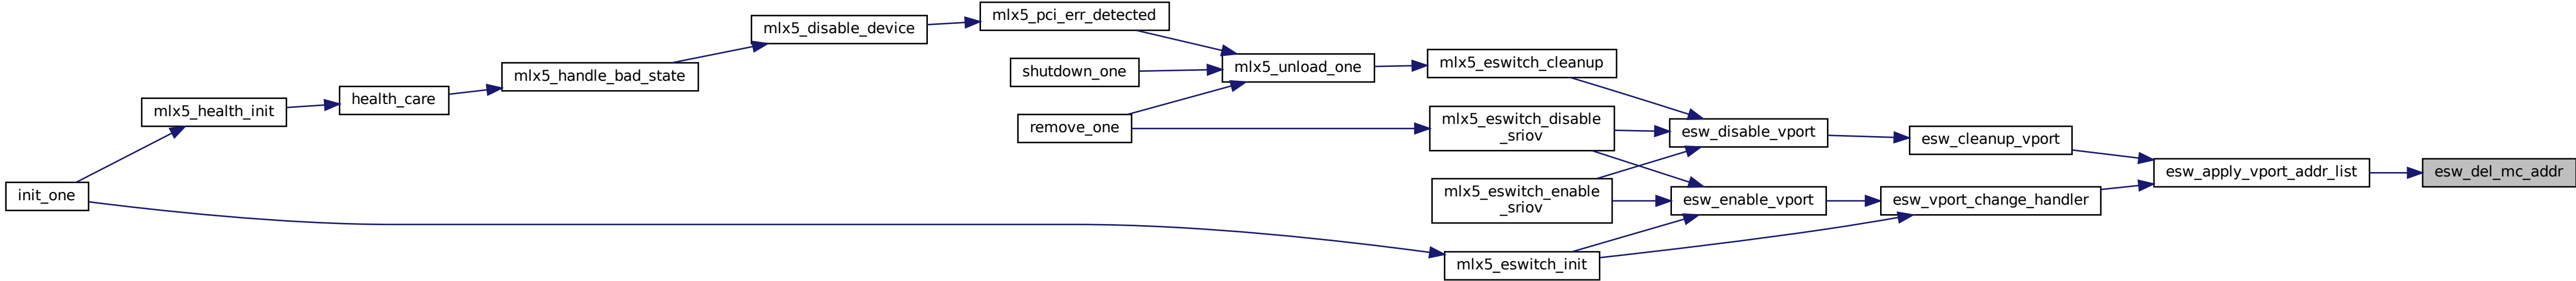 init_one
mlx5_health_init
health_care
mlx5_handle_bad_state
mlx5_disable_device
mlx5_pci_err_detected
shutdown_one
remove_one
mlx5_unload_one
mlx5_eswitch_cleanup
mlx5_eswitch_disable
_sriov
mlx5_eswitch_enable
_sriov
mlx5_eswitch_init
esw_disable_vport
esw_enable_vport
esw_cleanup_vport
esw_vport_change_handler
esw_apply_vport_addr_list
esw_del_mc_addr